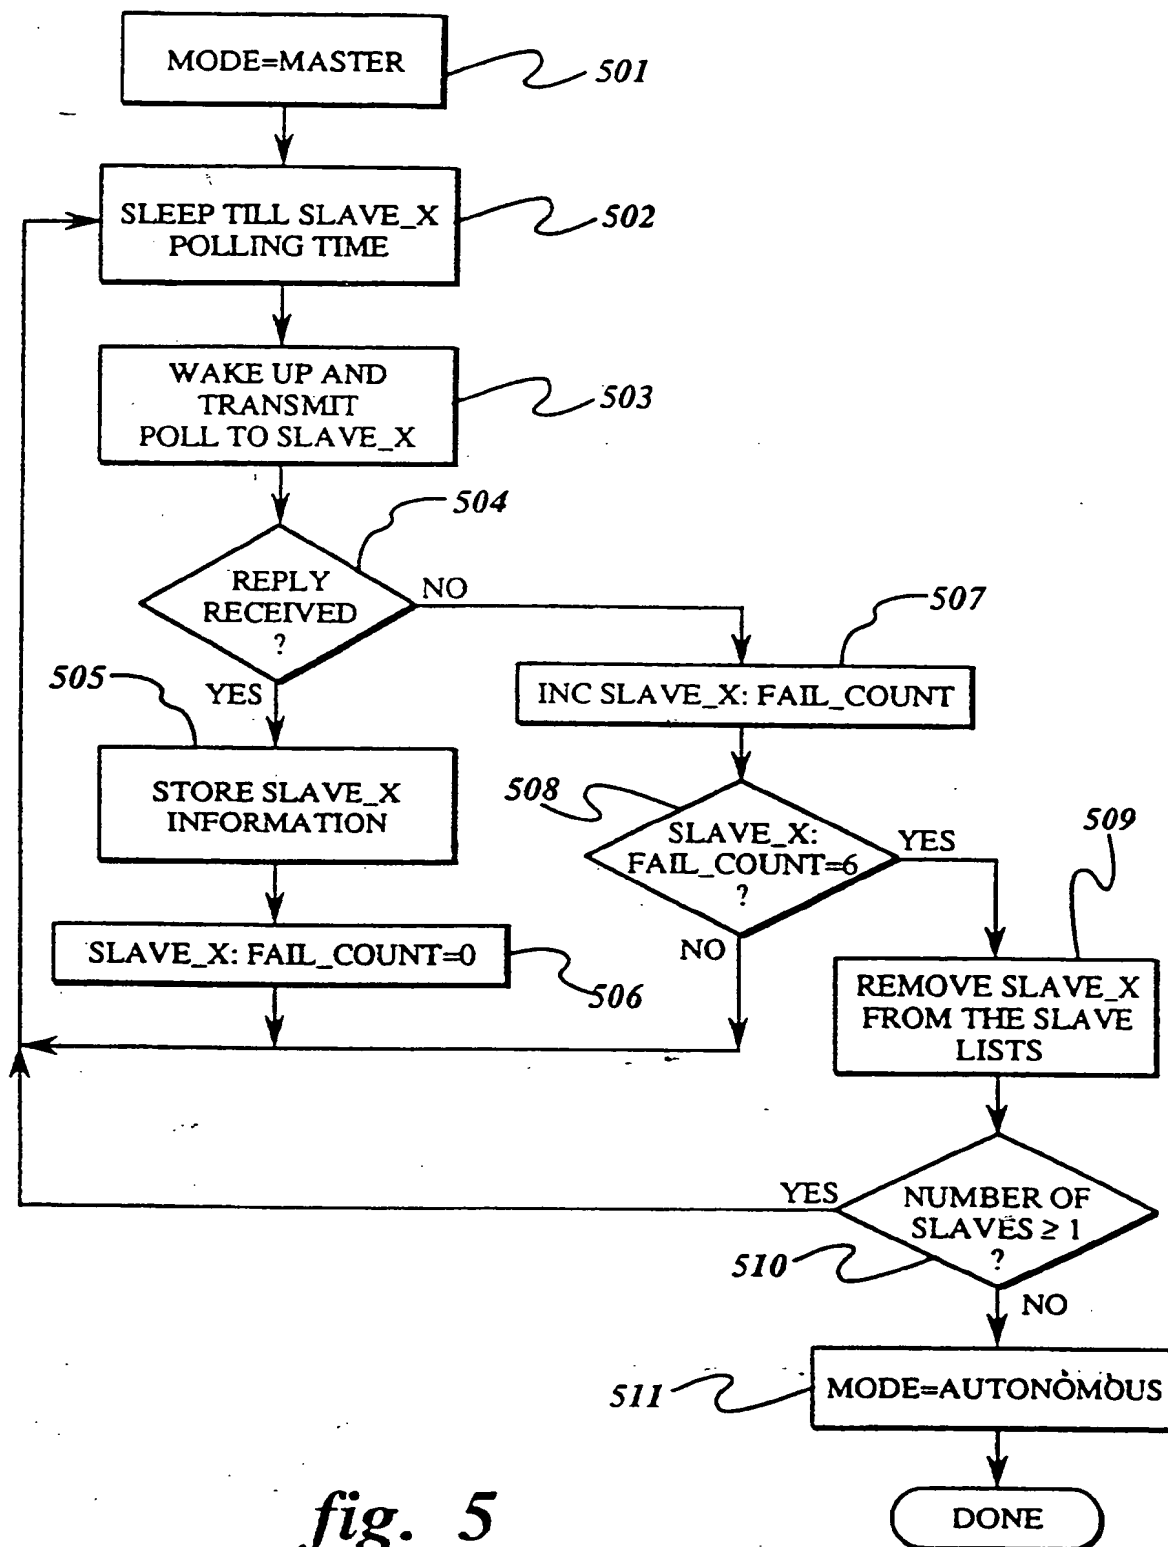 MODE=MASTER
501
SLEEP TILL SLAVE_X
POLLING TIME
502
WAKE UP AND
TRANSMIT
POLL TO SLAVE_X
503
504
REPLY
RECEIVED
?
NO
YES
505
STORE SLAVE_X
INFORMATION
SLAVE_X: FAIL_COUNT=0
506
507
INC SLAVE_X: FAIL_COUNT
508
SLAVE_X:
FAIL_COUNT=6
?
YES
NO
509
REMOVE SLAVE_X
FROM THE SLAVE
LISTS
YES
NUMBER OF
SLAVES ≥ 1
?
510
NO
511
MODE=AUTONOMOUS
DONE
fig. 5